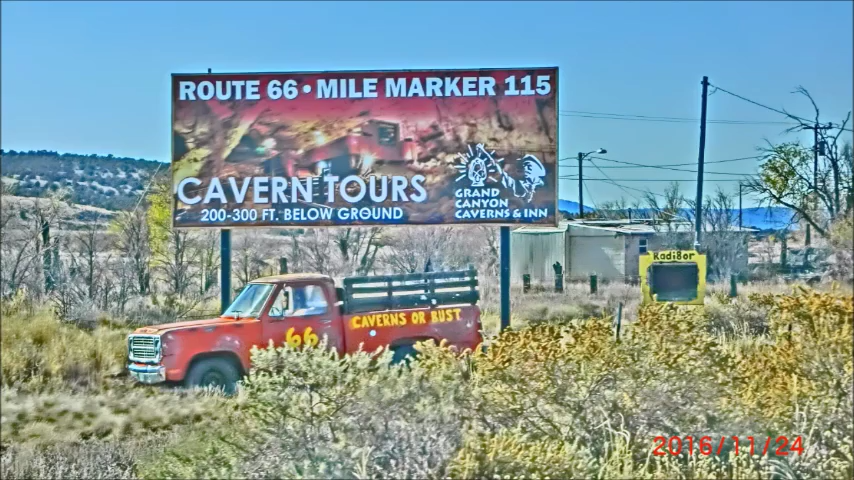 ROUTE 66 • MILE MARKER 115
CAVERN TOURS
200-300 FT. BELOW GROUND
GRAND
CANYON
CAVERNS & INN
Kadi8or
66
CAVERNS OR BUST
2016/11/24